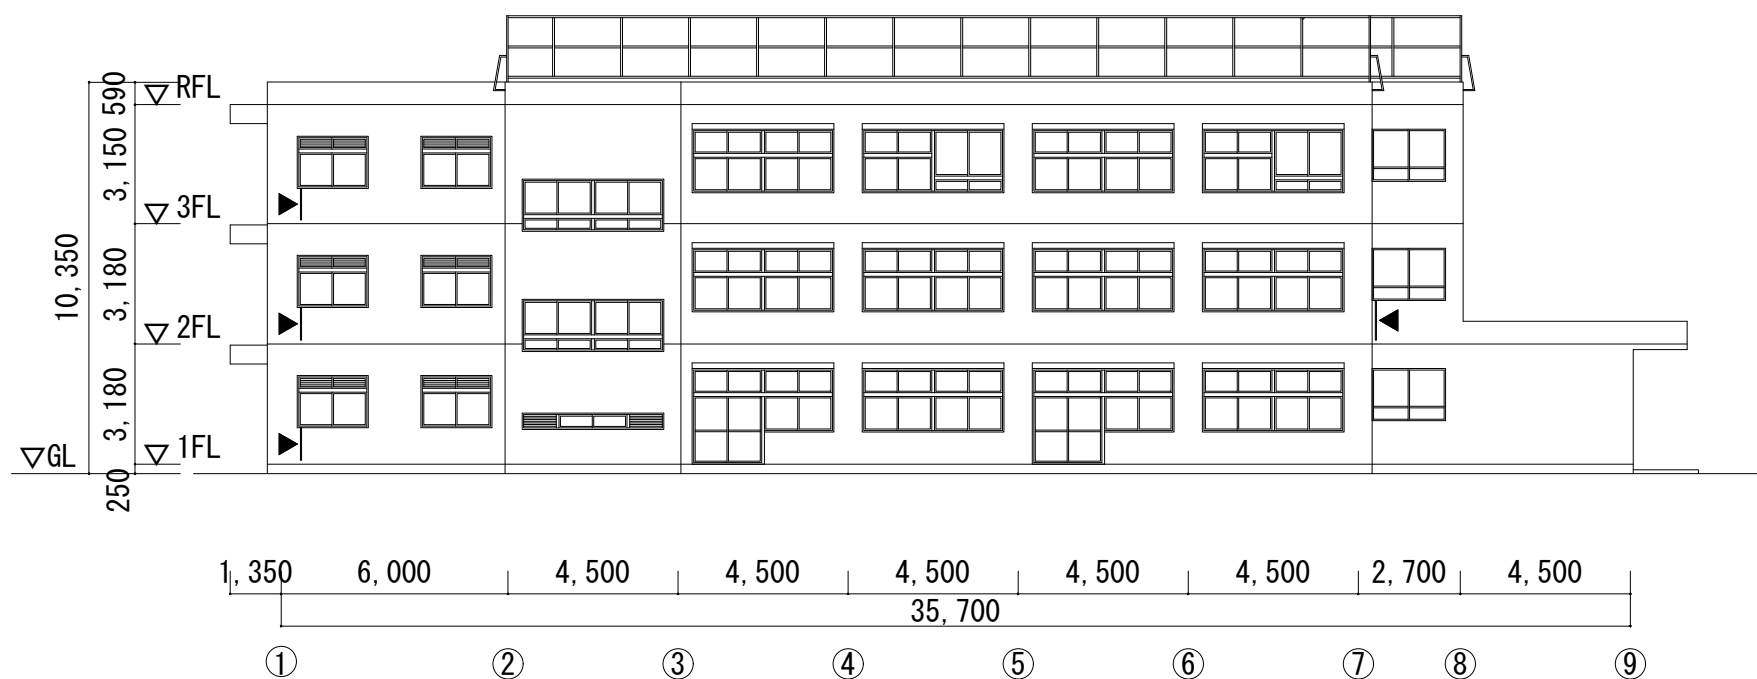 ▽RFL
590
3,150
▽3FL
10,350
3,180
▽2FL
3,180
▽1FL
▽GL
250
1,350 6,000 4,500 4,500 4,500 4,500 4,500 2,700 4,500
35,700
① ② ③ ④ ⑤ ⑥ ⑦ ⑧ ⑨